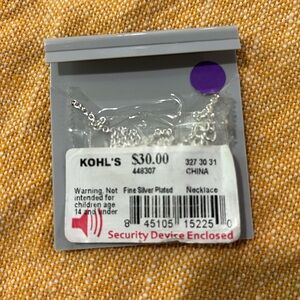 KOHL'S $30.00 327 30 31
448307 CHINA
Warning. Not Fine Silver Plated Necklace
intended for
children age
14 and under
8 45105 15225 0
Security Device Enclosed